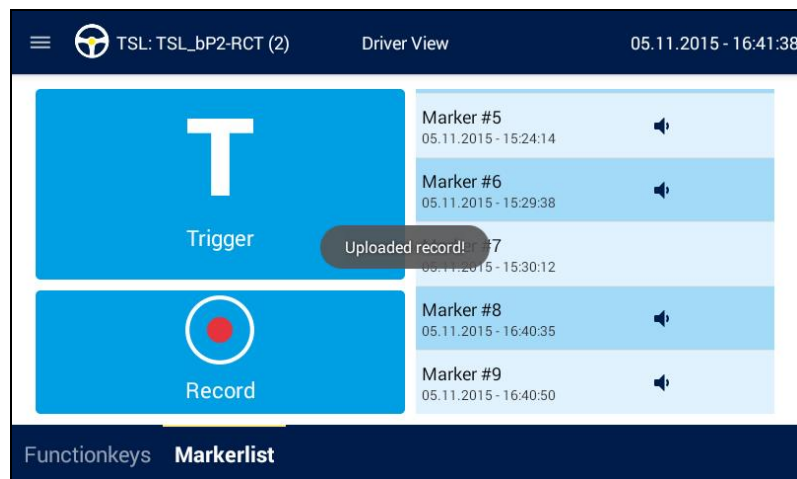 TSL: TSL_bP2-RCT (2) Driver View 05.11.2015 - 16:41:38
T
Trigger
Record
Marker #5
05.11.2015 - 15:24:14
Marker #6
05.11.2015 - 15:29:38
Uploaded record!
#7
05.11.2015 - 15:30:12
Marker #8
05.11.2015 - 16:40:35
Marker #9
05.11.2015 - 16:40:50
Functionkeys Markerlist